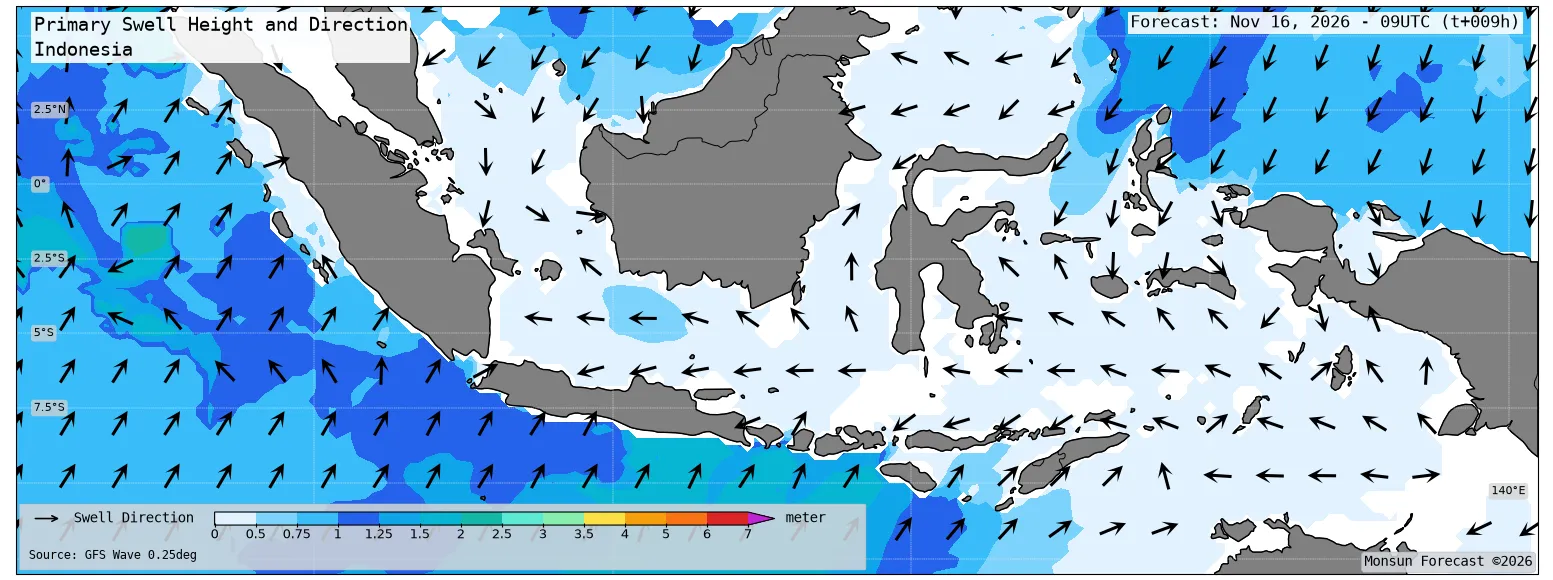 Primary Swell Height and Direction
Indonesia
Forecast: Nov 16, 2026 - 09UTC (t+009h)
2.5°N
0°
2.5°S
5°S
7.5°S
140°E
Swell Direction
0 0.5 0.75 1 1.25 1.5 2 2.5 3 3.5 4 5 6 7 meter
Source: GFS Wave 0.25deg
Monsun Forecast ©2026